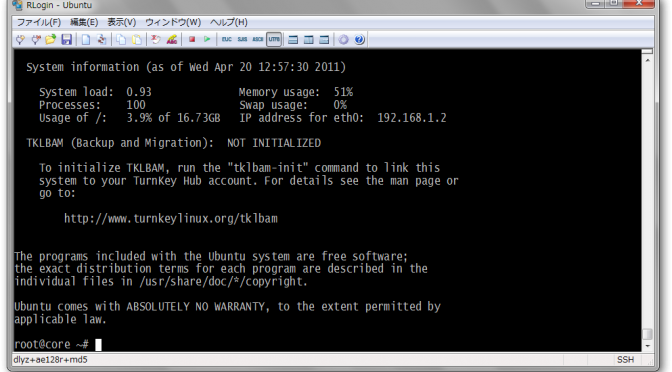 RLogin - Ubuntu
ファイル(F) 編集(E) 表示(V) ウィンドウ(W) ヘルプ(H)
EUC SJIS ASCII UTF8
System information (as of Wed Apr 20 12:57:30 2011)
System load: 0.93 Memory usage: 51%
Processes: 100 Swap usage: 0%
Usage of /: 3.9% of 16.73GB IP address for eth0: 192.168.1.2
TKLBAM (Backup and Migration): NOT INITIALIZED
To initialize TKLBAM, run the "tklbam-init" command to link this
system to your TurnKey Hub account. For details see the man page or
go to:
http://www.turnkeylinux.org/tklbam
The programs included with the Ubuntu system are free software;
the exact distribution terms for each program are described in the
individual files in /usr/share/doc/*/copyright.
Ubuntu comes with ABSOLUTELY NO WARRANTY, to the extent permitted by
applicable law.
root@core ~#
dlyz+ae128r+md5 SSH